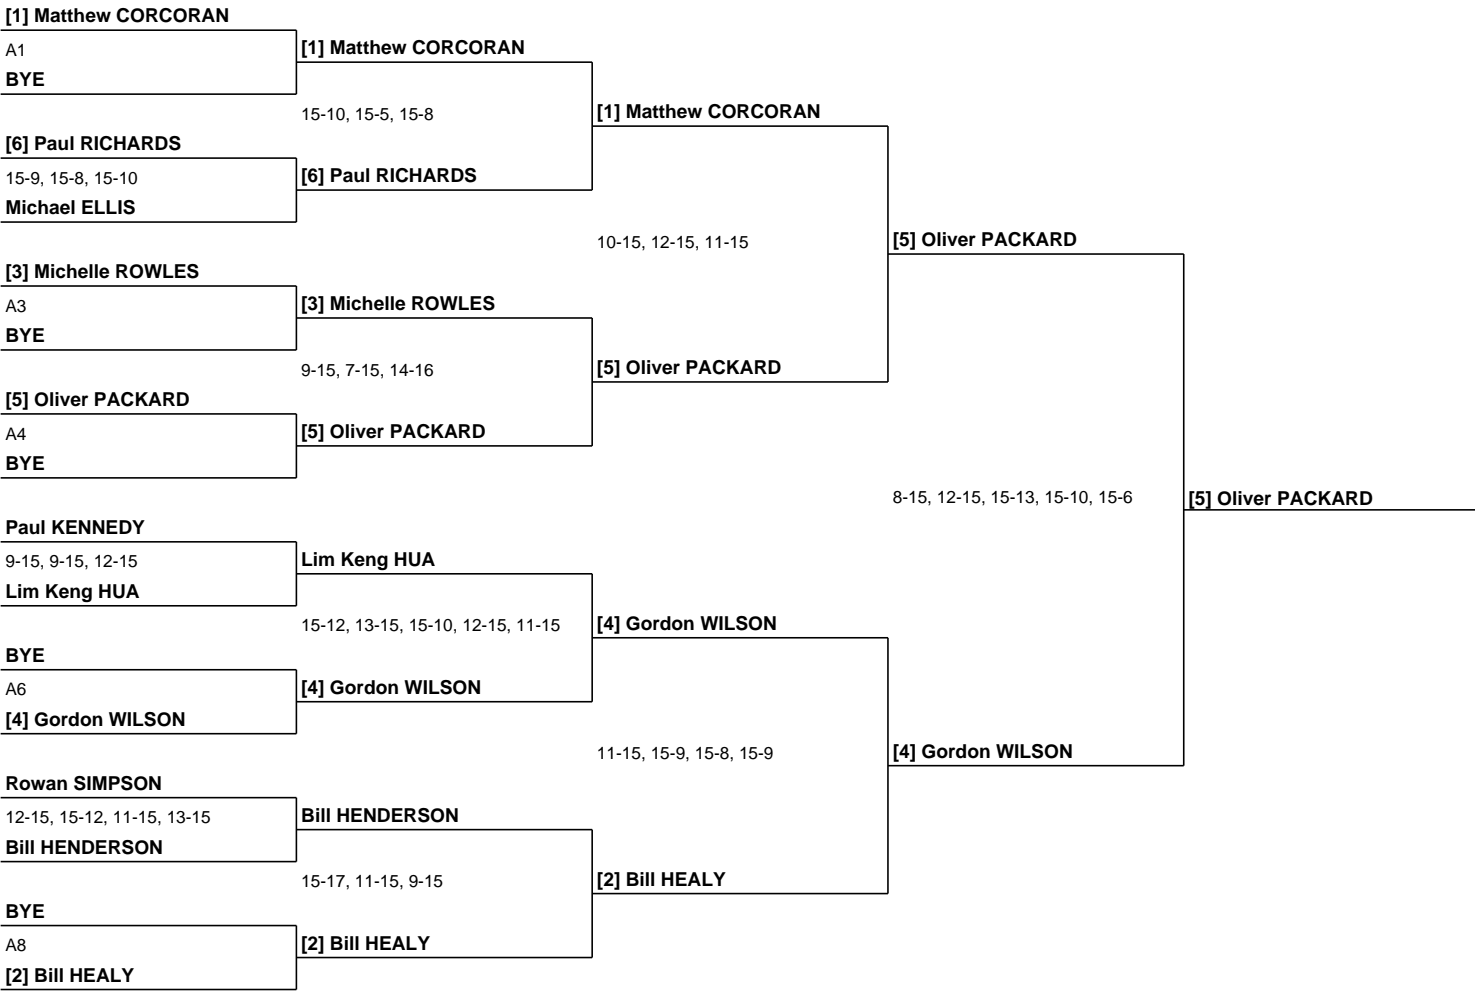 [1] Matthew CORCORAN
A1
BYE
[1] Matthew CORCORAN
15-10, 15-5, 15-8
[6] Paul RICHARDS
15-9, 15-8, 15-10
Michael ELLIS
[6] Paul RICHARDS
[1] Matthew CORCORAN
10-15, 12-15, 11-15
[3] Michelle ROWLES
A3
BYE
[3] Michelle ROWLES
9-15, 7-15, 14-16
[5] Oliver PACKARD
A4
BYE
[5] Oliver PACKARD
[5] Oliver PACKARD
[5] Oliver PACKARD
8-15, 12-15, 15-13, 15-10, 15-6
[5] Oliver PACKARD
Paul KENNEDY
9-15, 9-15, 12-15
Lim Keng HUA
Lim Keng HUA
15-12, 13-15, 15-10, 12-15, 11-15
BYE
A6
[4] Gordon WILSON
[4] Gordon WILSON
[4] Gordon WILSON
11-15, 15-9, 15-8, 15-9
[4] Gordon WILSON
Rowan SIMPSON
12-15, 15-12, 11-15, 13-15
Bill HENDERSON
Bill HENDERSON
15-17, 11-15, 9-15
BYE
A8
[2] Bill HEALY
[2] Bill HEALY
[2] Bill HEALY